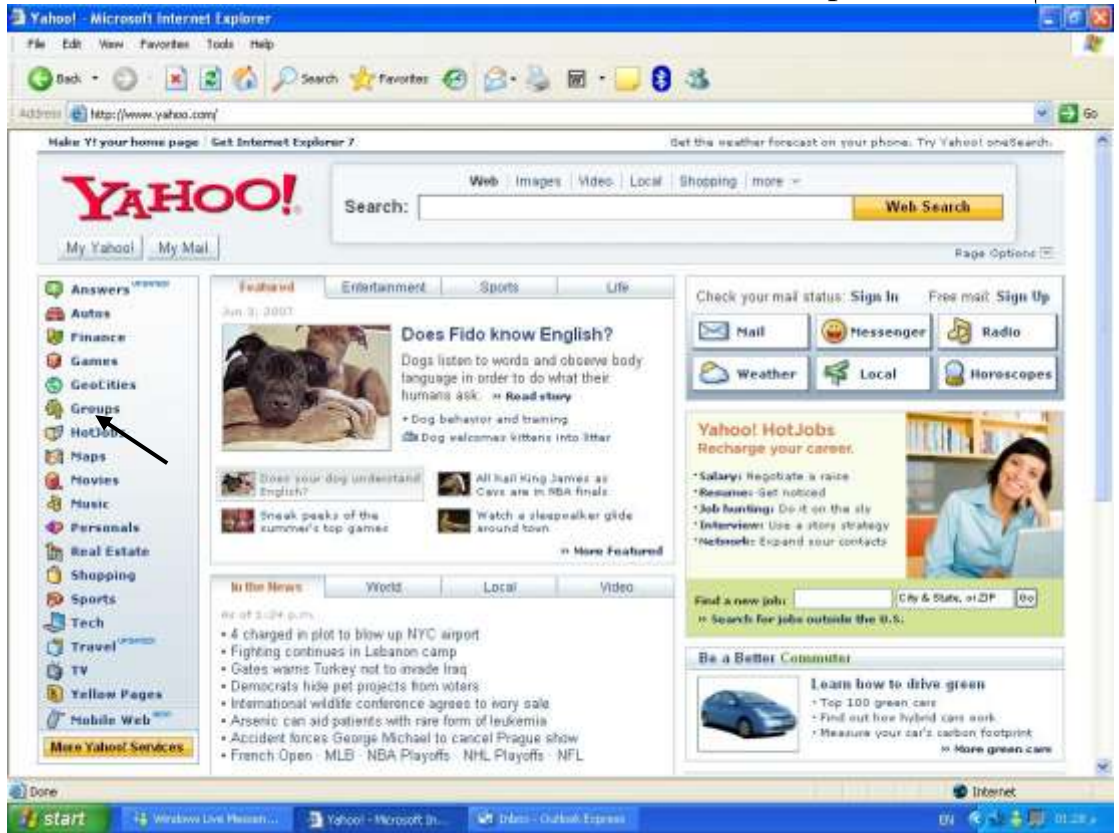 Yahoo! - Microsoft Internet Explorer
File Edit View Favorites Tools Help
Back Search Favorites
Address http://www.yahoo.com/ Go
Make Y! your home page Get Internet Explorer 7 Get the weather forecast on your phone. Try Yahoo! oneSearch.
YAHOO!
Web Images Video Local Shopping more
Search: Web Search
My Yahoo! My Mail
Page Options
Answers UPDATED
Autos
Finance
Games
GeoCities
Groups
HotJobs
Maps
Movies
Music
Personals
Real Estate
Shopping
Sports
Tech
Travel UPDATED
TV
Yellow Pages
Mobile Web
More Yahoo! Services
Featured Entertainment Sports Life
Jun 3, 2007
Does Fido know English?
Dogs listen to words and observe body
language in order to do what their
humans ask. » Read story
• Dog behavior and training
Dog welcomes kittens into litter
Does your dog understand
English?
All hail King James as
Cavs are in NBA finals
Sneak peeks of the
summer's top games
Watch a sleepwalker glide
around town
» More Featured
In the News World Local Video
As of 1:24 p.m.
• 4 charged in plot to blow up NYC airport
• Fighting continues in Lebanon camp
• Gates warns Turkey not to invade Iraq
• Democrats hide pet projects from voters
• International wildlife conference agrees to ivory sale
• Arsenic can aid patients with rare form of leukemia
• Accident forces George Michael to cancel Prague show
• French Open · MLB · NBA Playoffs · NHL Playoffs · NFL
Check your mail status: Sign In Free mail: Sign Up
Mail Messenger Radio
Weather Local Horoscopes
Yahoo! HotJobs
Recharge your career.
• Salary: Negotiate a raise
• Resume: Get noticed
• Job hunting: Do it on the sly
• Interview: Use a story strategy
• Network: Expand your contacts
Find a new job: City & State, or ZIP Go
» Search for jobs outside the U.S.
Be a Better Commuter
Learn how to drive green
• Top 100 green cars
• Find out how hybrid cars work
• Measure your car's carbon footprint
» More green cars
Done Internet
start Windows Live Messen... Yahoo! - Microsoft In... Inbox - Outlook Express EN 01:28